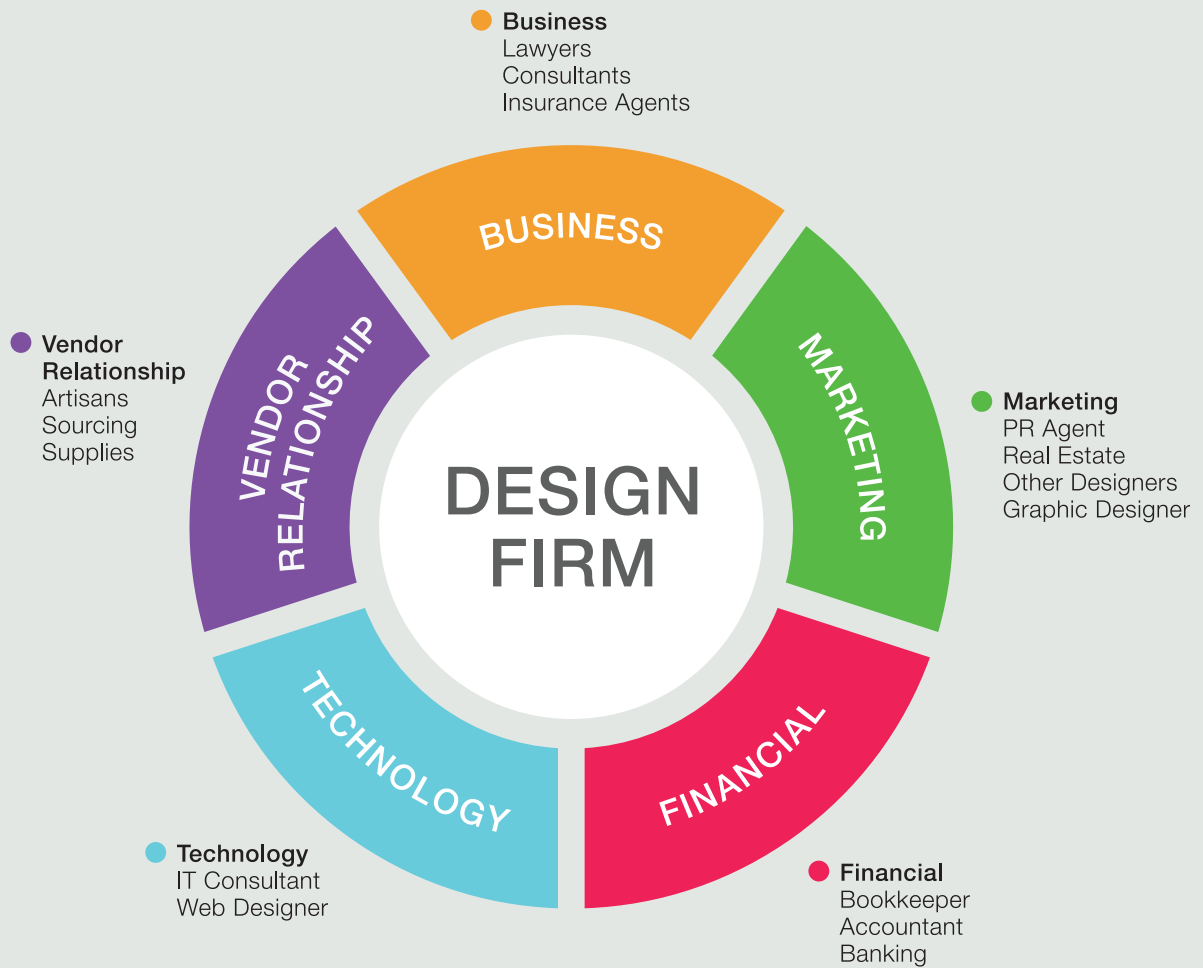 Business
Lawyers
Consultants
Insurance Agents
BUSINESS
Vendor
Relationship
Artisans
Sourcing
Supplies
VENDOR
RELATIONSHIP
MARKETING
Marketing
PR Agent
Real Estate
Other Designers
Graphic Designer
DESIGN
FIRM
TECHNOLOGY
FINANCIAL
Technology
IT Consultant
Web Designer
Financial
Bookkeeper
Accountant
Banking